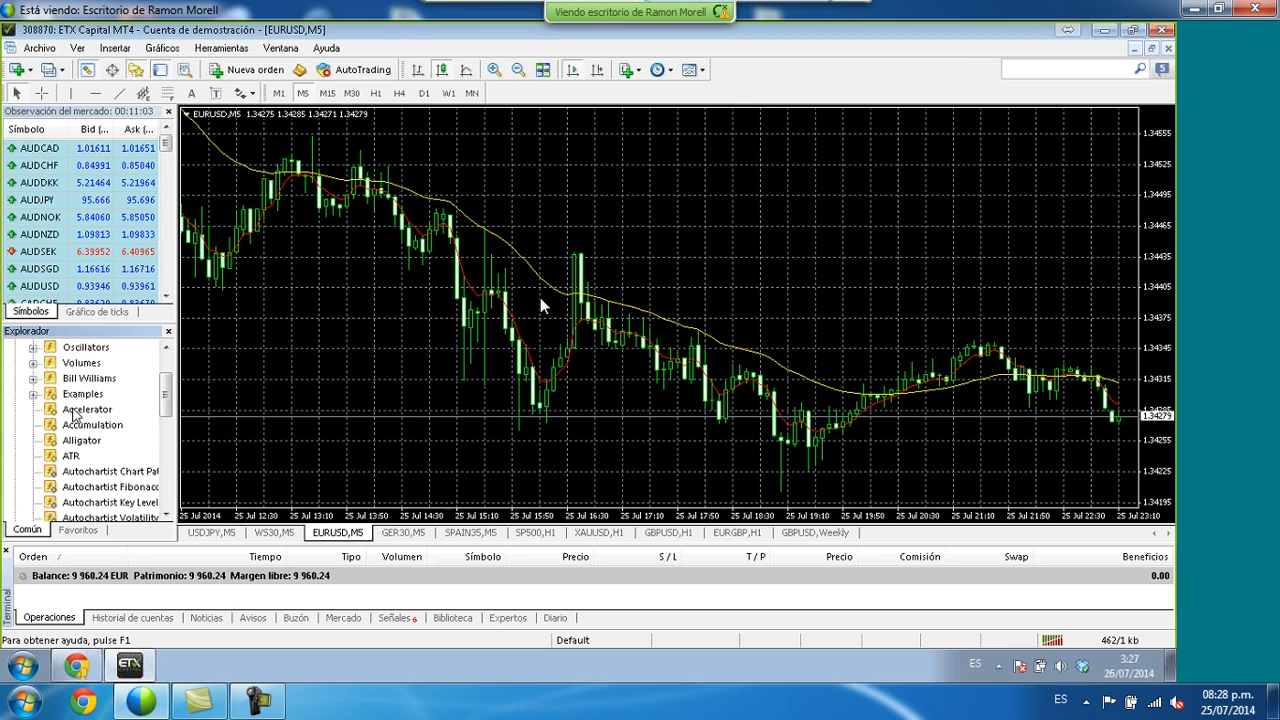 Está viendo: Escritorio de Ramon Morell
Viendo escritorio de Ramon Morell
308870: ETX Capital MT4 - Cuenta de demostración - [EURUSD,M5]
Archivo Ver Insertar Gráficos Herramientas Ventana Ayuda
Nueva orden AutoTrading 5
A T M1 M5 M15 M30 H1 H4 D1 W1 MN
Observación del mercado: 00:11:03
Símbolo Bid (... Ask (...
AUDCAD 1.01611 1.01651
AUDCHF 0.84991 0.85040
AUDDKK 5.21464 5.21964
AUDJPY 95.666 95.696
AUDNOK 5.84060 5.85050
AUDNZD 1.09813 1.09833
AUDSEK 6.39952 6.40965
AUDSGD 1.16616 1.16716
AUDUSD 0.93946 0.93961
Símbolos Gráfico de ticks
Explorador
Oscillators
Volumes
Bill Williams
Examples
Accelerator
Accumulation
Alligator
ATR
Autochartist Chart Pat
Autochartist Fibonacc
Autochartist Key Level
Autochartist Volatility
Común Favoritos
EURUSD,M5 1.34275 1.34285 1.34271 1.34279
1.34555
1.34525
1.34495
1.34465
1.34435
1.34405
1.34375
1.34345
1.34315
1.34279
1.34255
1.34225
1.34195
25 Jul 2014 25 Jul 12:50 25 Jul 13:10 25 Jul 13:50 25 Jul 14:30 25 Jul 15:10 25 Jul 15:50 25 Jul 16:30 25 Jul 17:10 25 Jul 17:50 25 Jul 18:30 25 Jul 19:10 25 Jul 19:50 25 Jul 20:30 25 Jul 21:10 25 Jul 21:50 25 Jul 22:30 25 Jul 23:10
USDJPY,M5 WS30,M5 EURUSD,M5 GER30,M5 SPAIN35,M5 SP500,H1 XAUUSD,H1 GBPUSD,H1 EURGBP,H1 GBPUSD,Weekly
Orden Tiempo Tipo Volumen Símbolo Precio S / L T / P Precio Comisión Swap Beneficios
Balance: 9 960.24 EUR Patrimonio: 9 960.24 Margen libre: 9 960.24 0.00
Terminal
Operaciones Historial de cuentas Noticias Avisos Buzón Mercado Señales 6 Biblioteca Expertos Diario
Para obtener ayuda, pulse F1 Default 462/1 kb
ETX
CAPITAL
ES 3:27
26/07/2014
ES 08:28 p.m.
25/07/2014